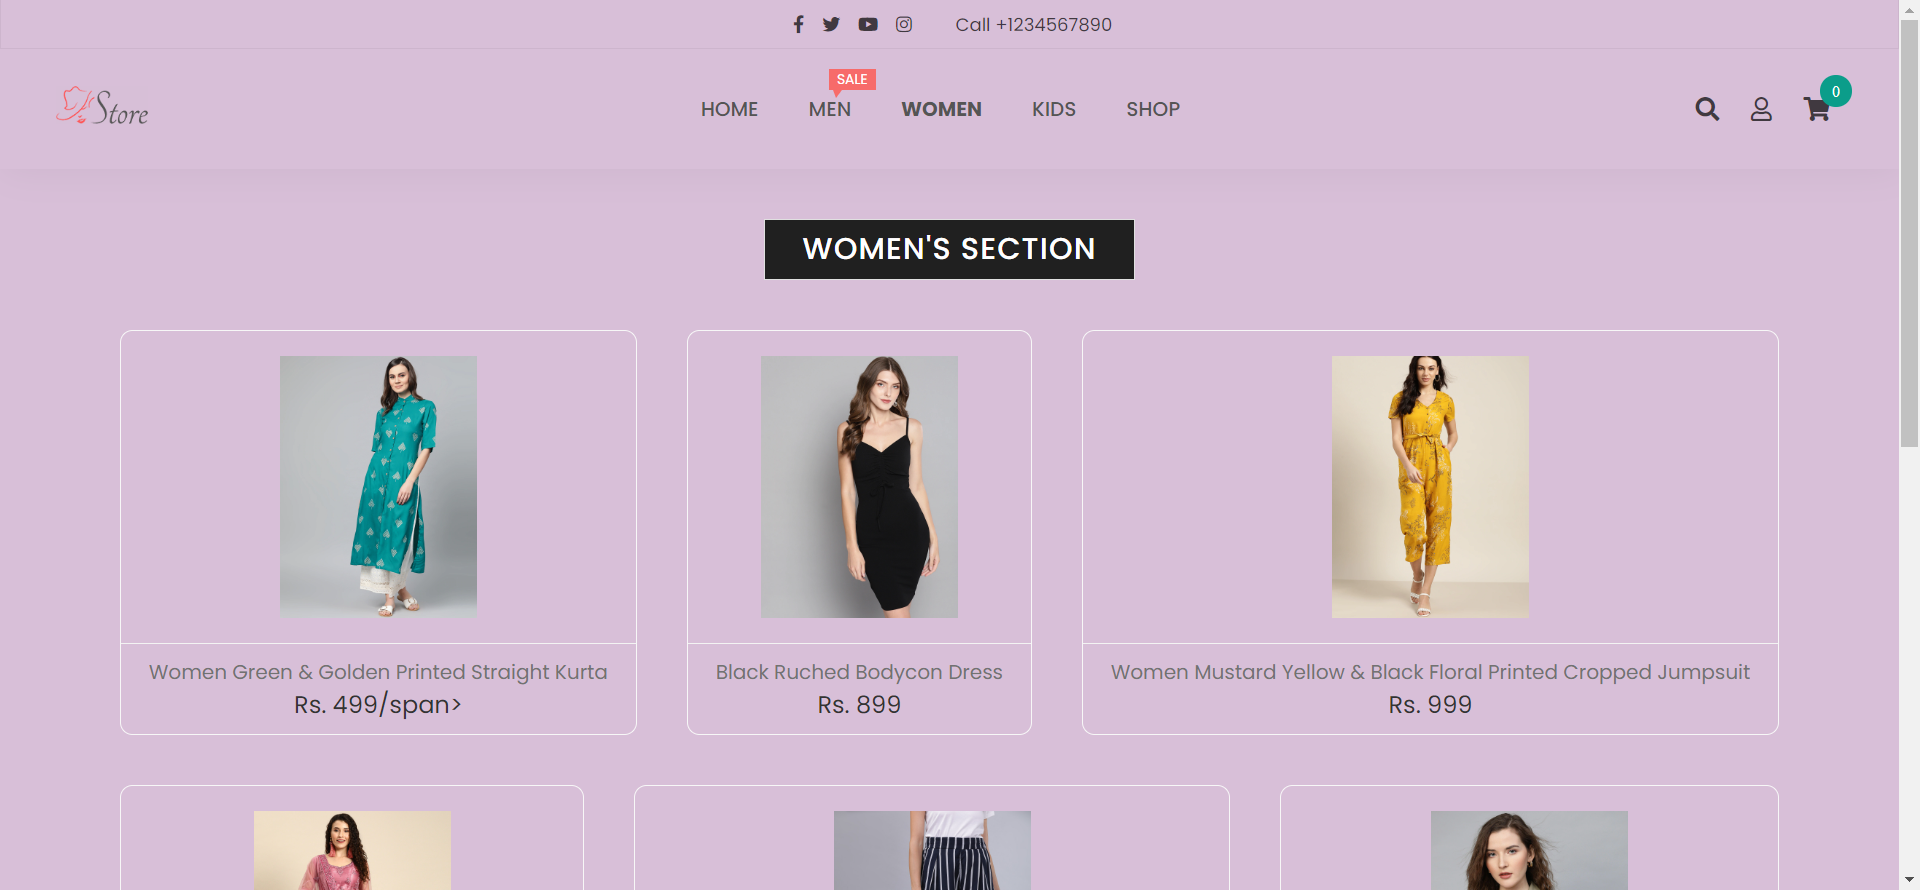 Call +1234567890
Store
SALE
HOME MEN WOMEN KIDS SHOP
0
WOMEN'S SECTION
Women Green & Golden Printed Straight Kurta
Rs. 499/span>
Black Ruched Bodycon Dress
Rs. 899
Women Mustard Yellow & Black Floral Printed Cropped Jumpsuit
Rs. 999